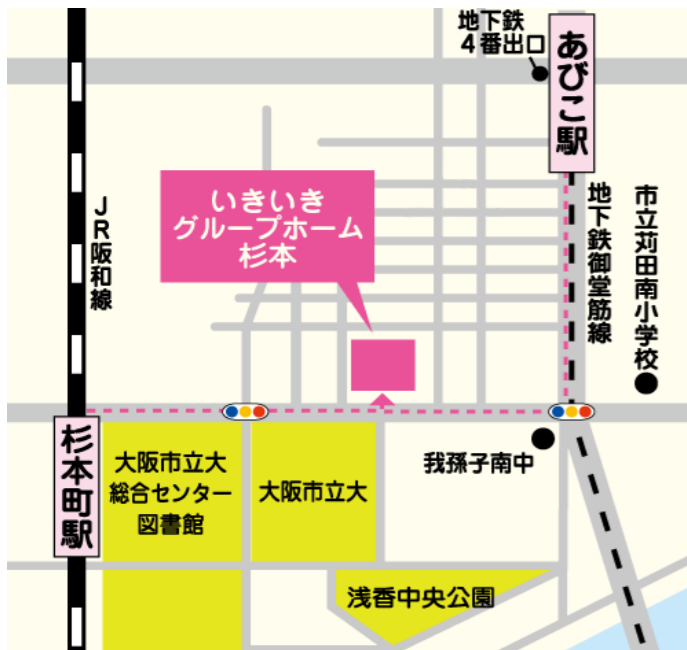 地下鉄
4番出口
あびこ駅
いきいき
グループホーム
杉本
JR阪和線
地下鉄御堂筋線
市立苅田南小学校
杉本町駅
大阪市立大
総合センター
図書館
大阪市立大
我孫子南中
浅香中央公園